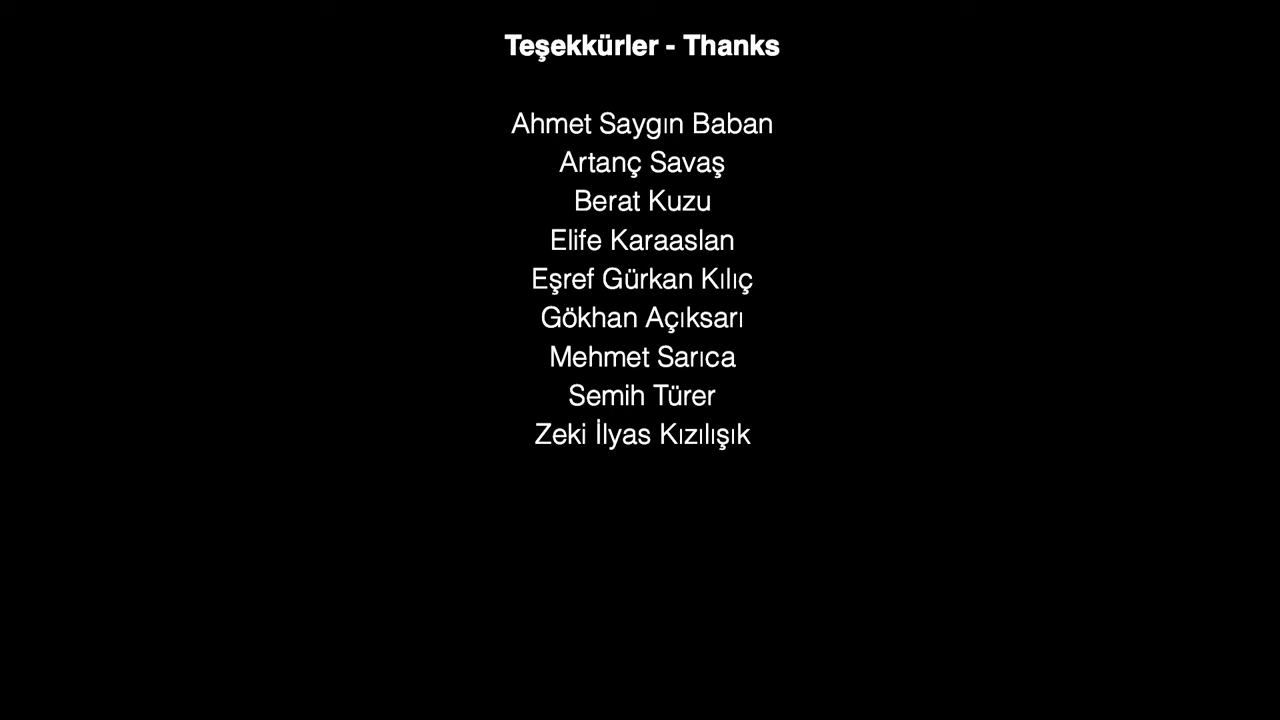 Teşekkürler - Thanks
Ahmet Saygın Baban
Artanç Savaş
Berat Kuzu
Elife Karaaslan
Eşref Gürkan Kılıç
Gökhan Açıksarı
Mehmet Sarıca
Semih Türer
Zeki İlyas Kızılışık